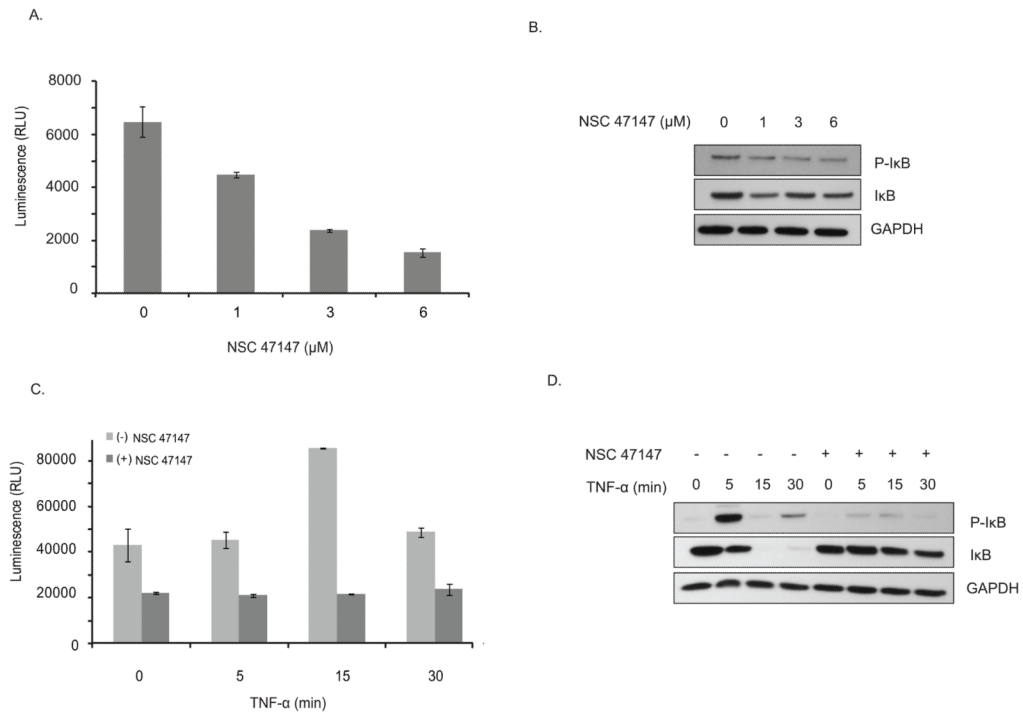 A.
8000
6000
4000
2000
0
Luminescence (RLU)
0 1 3 6
NSC 47147 (µM)
B.
NSC 47147 (µM) 0 1 3 6
P-IκB
IκB
GAPDH
C.
(-) NSC 47147
(+) NSC 47147
80000
60000
40000
20000
0
Luminescence (RLU)
0 5 15 30
TNF-α (min)
D.
NSC 47147 - - - - + + + +
TNF-α (min) 0 5 15 30 0 5 15 30
P-IκB
IκB
GAPDH